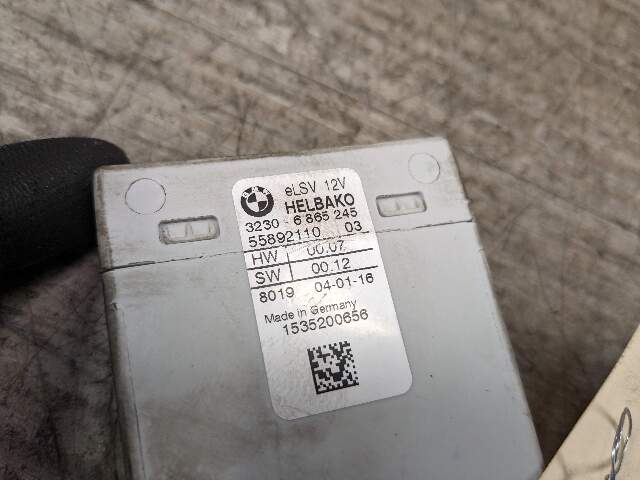 BMW
eLSV 12V
HELBAKO
3230 - 6 865 245
55892110 03
HW 00.07
SW 00.12
8019 04-01-16
Made in Germany
1535200656